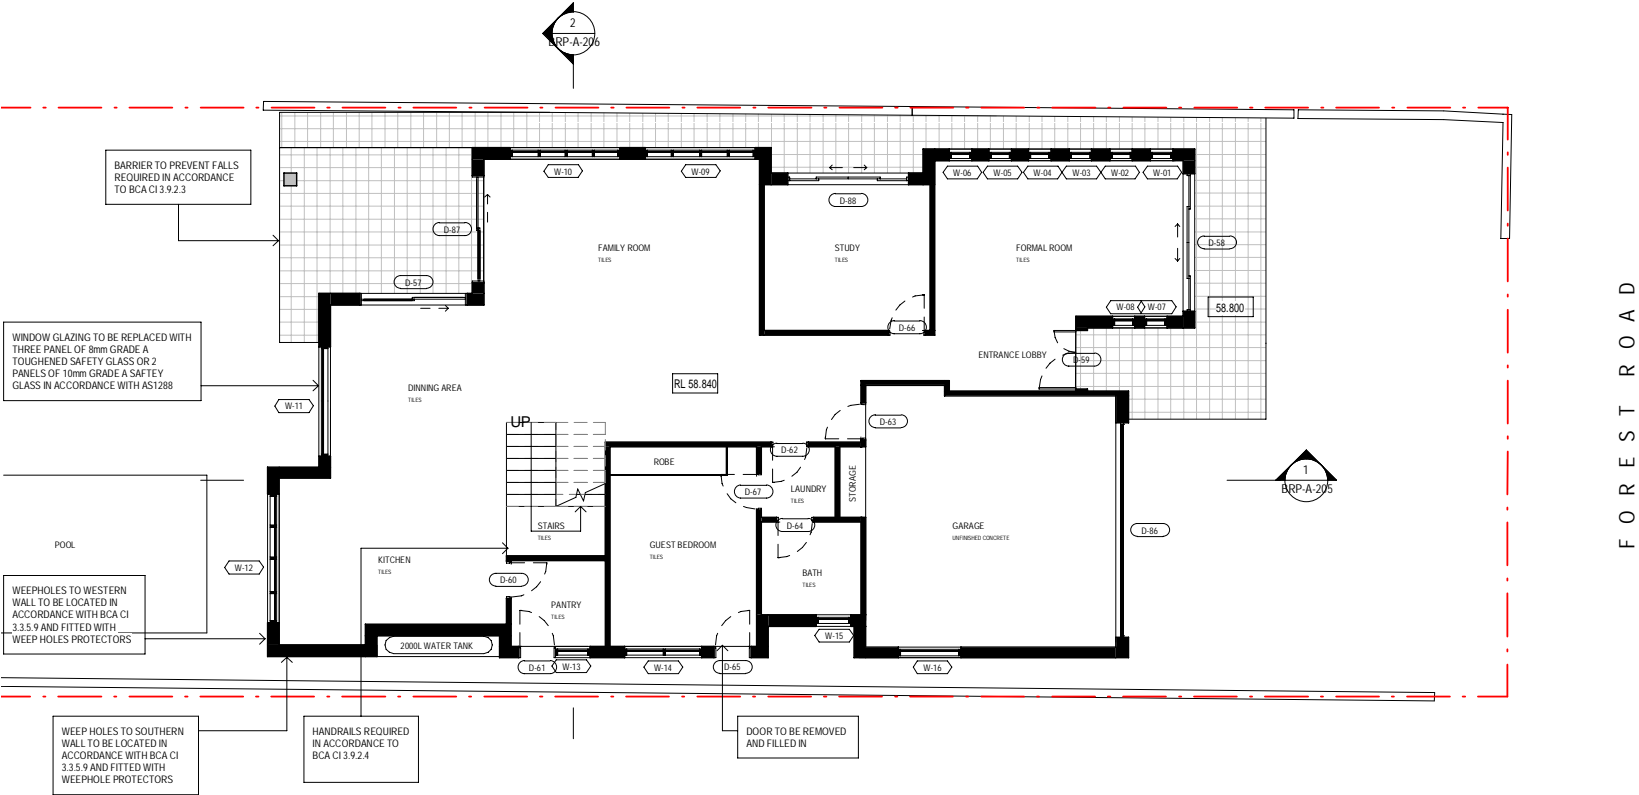 2
BRP-A-206
BARRIER TO PREVENT FALLS
REQUIRED IN ACCORDANCE
TO BCA Cl 3.9.2.3
W-10
W-09
W-06
W-05
W-04
W-03
W-02
W-01
D-88
D-87
D-58
FAMILY ROOM
TILES
STUDY
TILES
FORMAL ROOM
TILES
D-57
W-08
W-07
58.800
D-66
WINDOW GLAZING TO BE REPLACED WITH
THREE PANEL OF 8mm GRADE A
TOUGHENED SAFETY GLASS OR 2
PANELS OF 10mm GRADE A SAFTEY
GLASS IN ACCORDANCE WITH AS1288
ENTRANCE LOBBY
D-59
DINNING AREA
TILES
RL 58.840
W-11
UP
D-63
D-62
ROBE
D-67
LAUNDRY
TILES
STORAGE
1
BRP-A-205
STAIRS
TILES
D-64
GARAGE
UNFINISHED CONCRETE
D-86
POOL
GUEST BEDROOM
TILES
KITCHEN
TILES
W-12
D-60
BATH
TILES
WEEPHOLES TO WESTERN
WALL TO BE LOCATED IN
ACCORDANCE WITH BCA Cl
3.3.5.9 AND FITTED WITH
WEEP HOLES PROTECTORS
PANTRY
TILES
2000L WATER TANK
W-15
D-61
W-13
W-14
D-65
W-16
WEEP HOLES TO SOUTHERN
WALL TO BE LOCATED IN
ACCORDANCE WITH BCA Cl
3.3.5.9 AND FITTED WITH
WEEPHOLE PROTECTORS
HANDRAILS REQUIRED
IN ACCORDANCE TO
BCA Cl 3.9.2.4
DOOR TO BE REMOVED
AND FILLED IN
FOREST ROAD